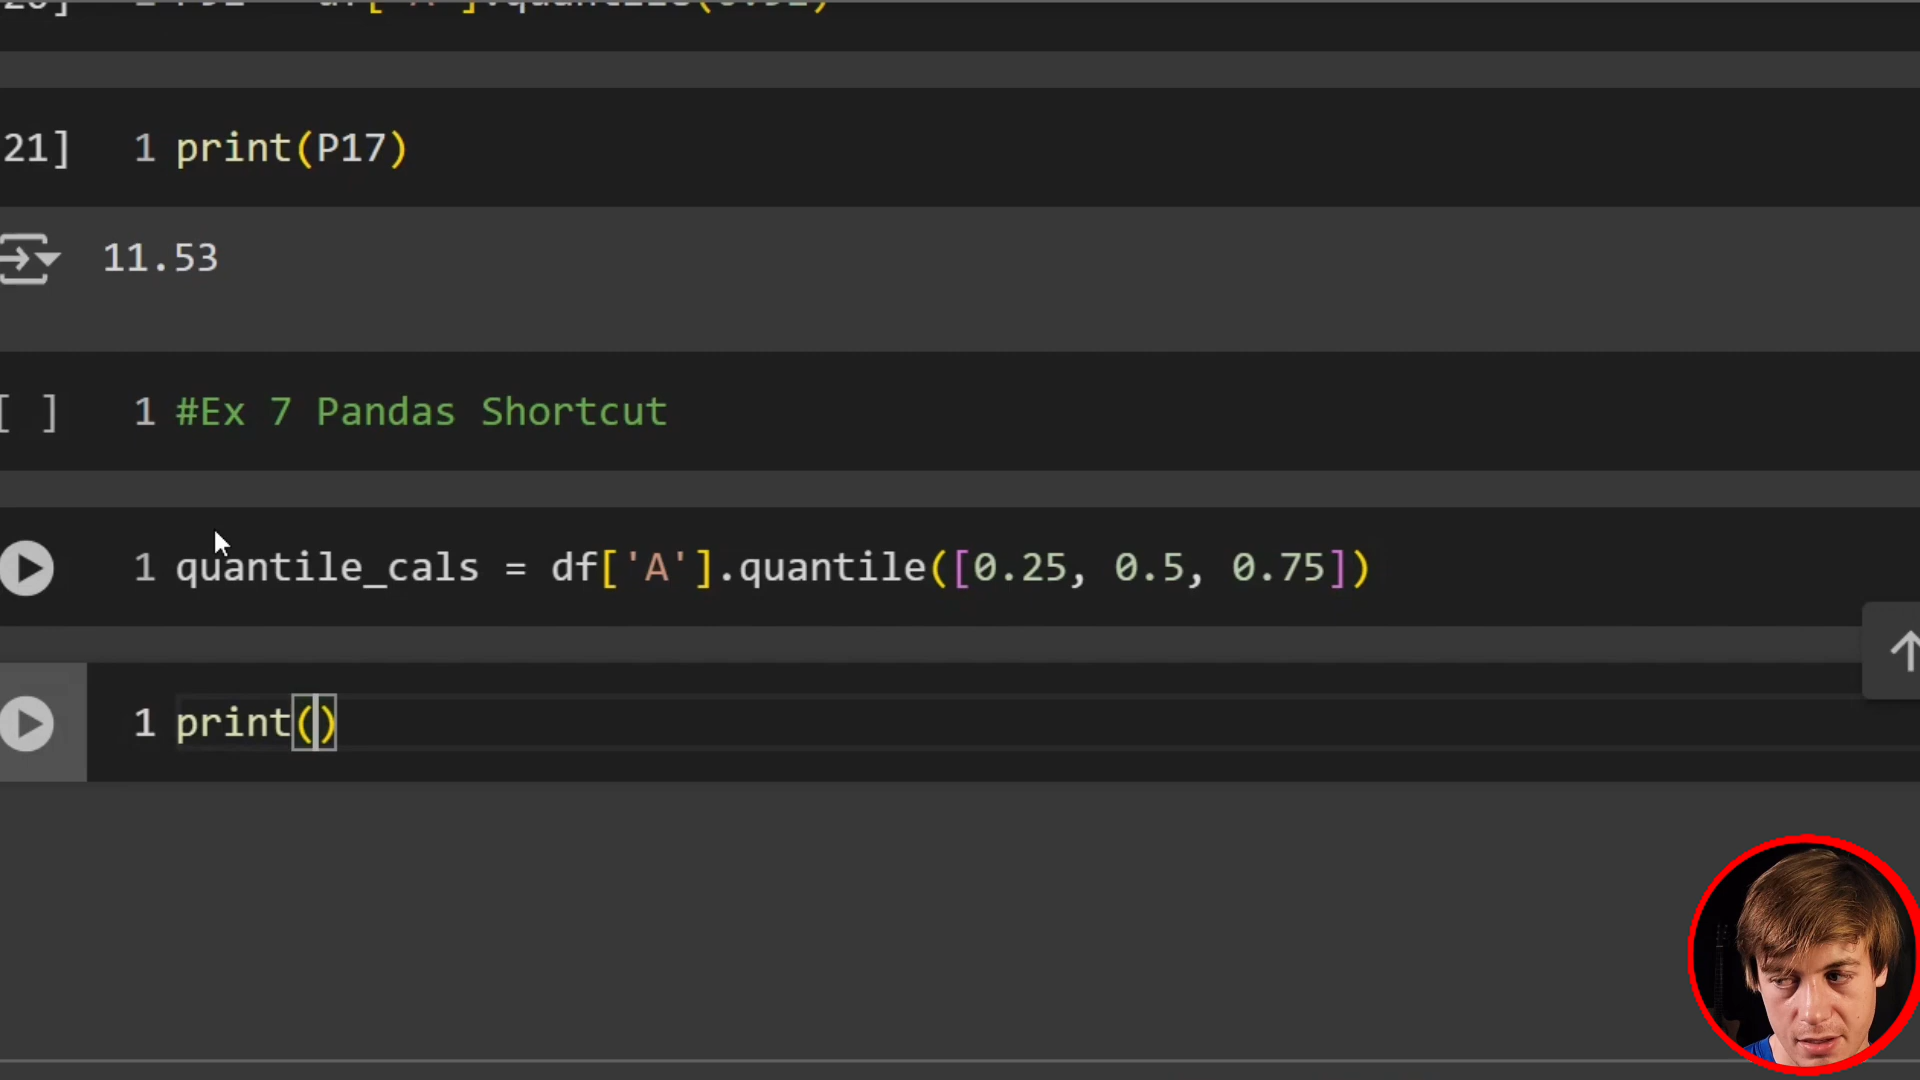 21] 1 print(P17)
11.53
[ ] 1 #Ex 7 Pandas Shortcut
1 quantile_cals = df['A'].quantile([0.25, 0.5, 0.75])
1 print()